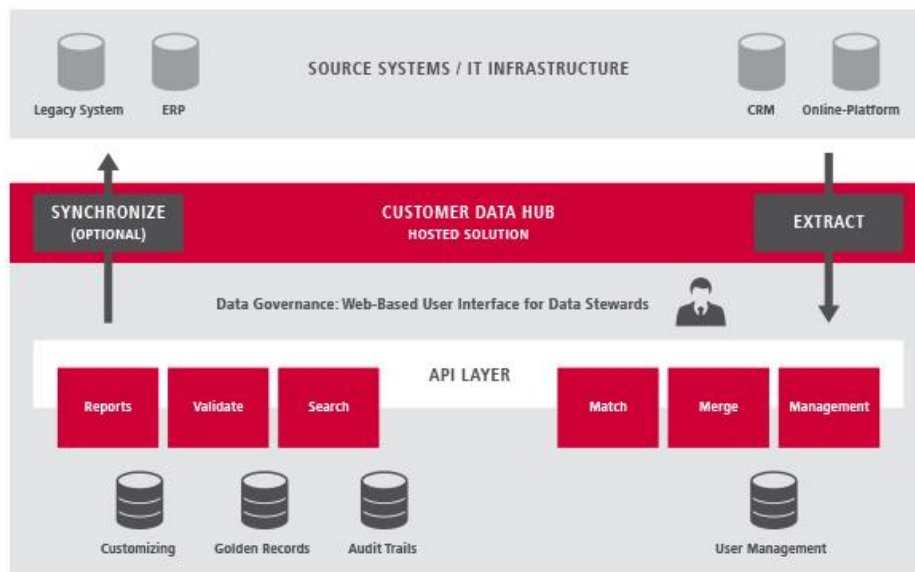 SOURCE SYSTEMS / IT INFRASTRUCTURE
Legacy System
ERP
CRM
Online-Platform
SYNCHRONIZE
(OPTIONAL)
CUSTOMER DATA HUB
HOSTED SOLUTION
EXTRACT
Data Governance: Web-Based User Interface for Data Stewards
API LAYER
Reports
Validate
Search
Match
Merge
Management
Customizing
Golden Records
Audit Trails
User Management